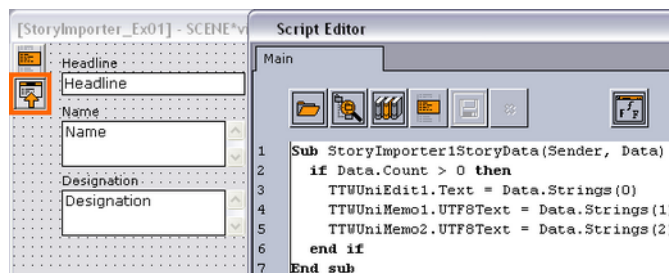 [StoryImporter_Ex01] - SCENE*vi
Headline
Headline
Name
Name
Designation
Designation
Script Editor
Main
F f F
1 Sub StoryImporter1StoryData(Sender, Data)
2 if Data.Count > 0 then
3 TTWUniEdit1.Text = Data.Strings(0)
4 TTWUniMemo1.UTF8Text = Data.Strings(1)
5 TTWUniMemo2.UTF8Text = Data.Strings(2)
6 end if
7 End sub